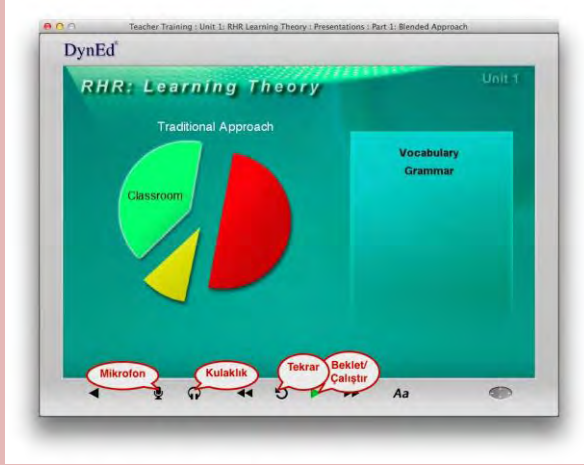 Teacher Training : Unit 1: RHR Learning Theory : Presentations : Part 1: Blended Approach
DynEd®
RHR: Learning Theory
Unit 1
Traditional Approach
Classroom
Vocabulary
Grammar
Mikrofon
Kulaklık
Tekrar
Beklet/
Çalıştır
Aa